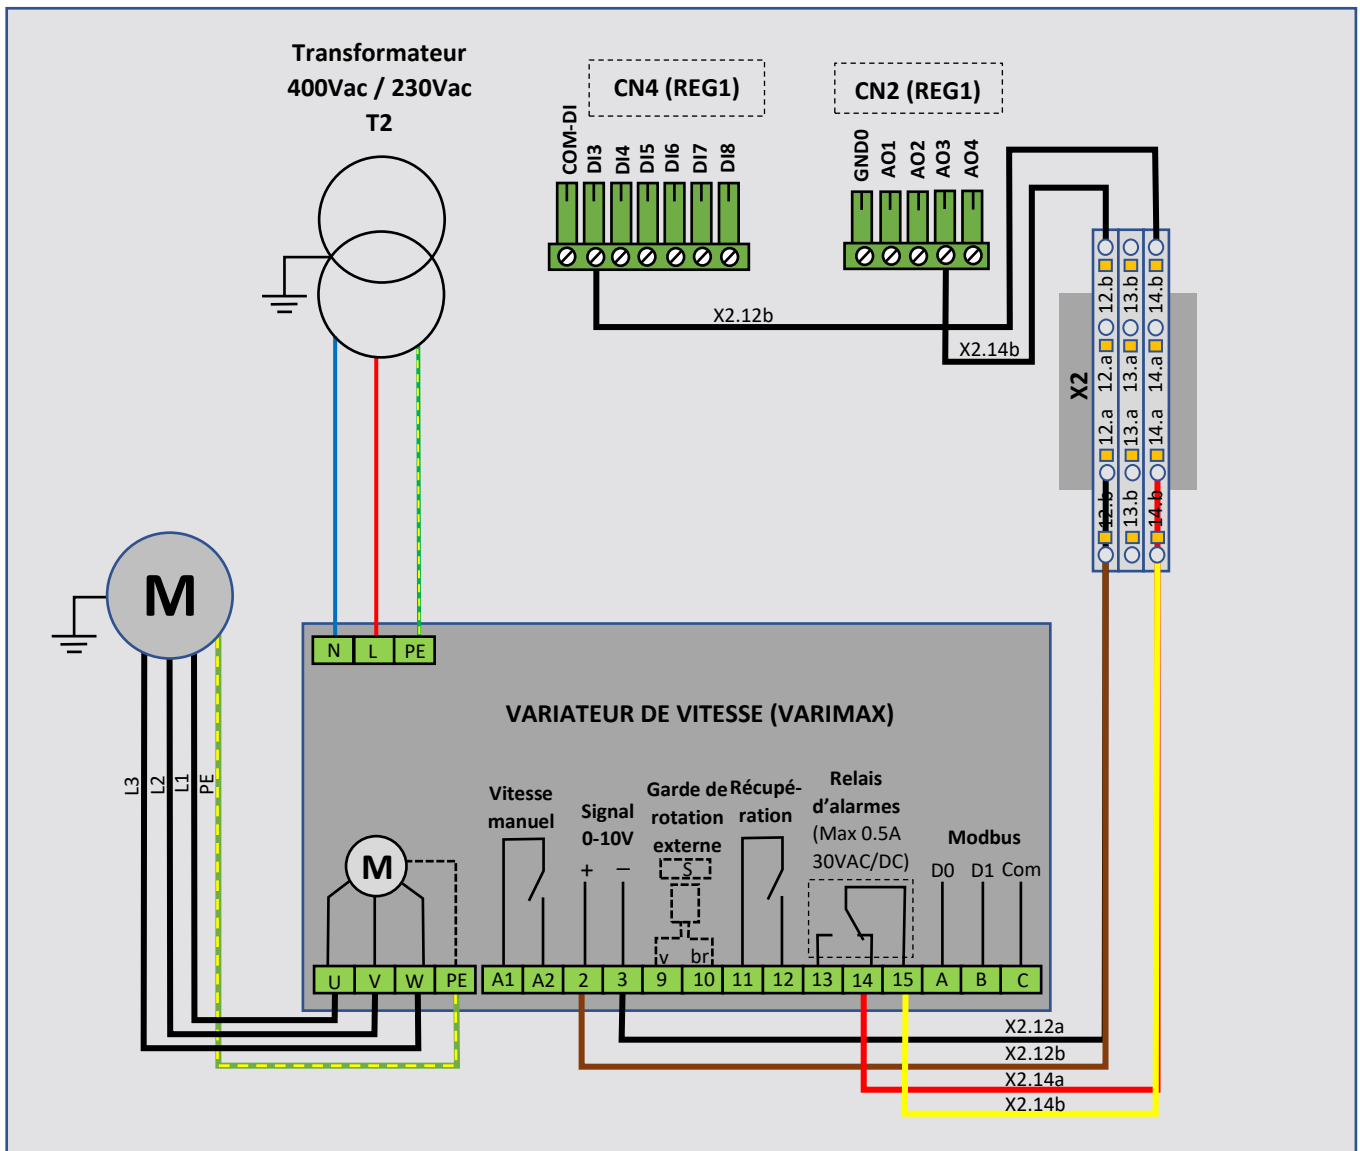 Transformateur
400Vac / 230Vac
T2
CN4 (REG1)
CN2 (REG1)
COM-DI
DI3
DI4
DI5
DI6
DI7
DI8
GND0
AO1
AO2
AO3
AO4
X2.12b
X2.14b
X2
12.b
13.b
14.b
12.a
13.a
14.a
12.a
13.a
14.a
12.b
13.b
14.b
M
L3
L2
L1
PE
N
L
PE
VARIATEUR DE VITESSE (VARIMAX)
Vitesse
manuel
Signal
0-10V
+
−
Garde de
rotation
externe
S
v
br
Récupé-
ration
Relais
d’alarmes
(Max 0.5A
30VAC/DC)
Modbus
D0
D1
Com
M
U
V
W
PE
A1
A2
2
3
9
10
11
12
13
14
15
A
B
C
X2.12a
X2.12b
X2.14a
X2.14b